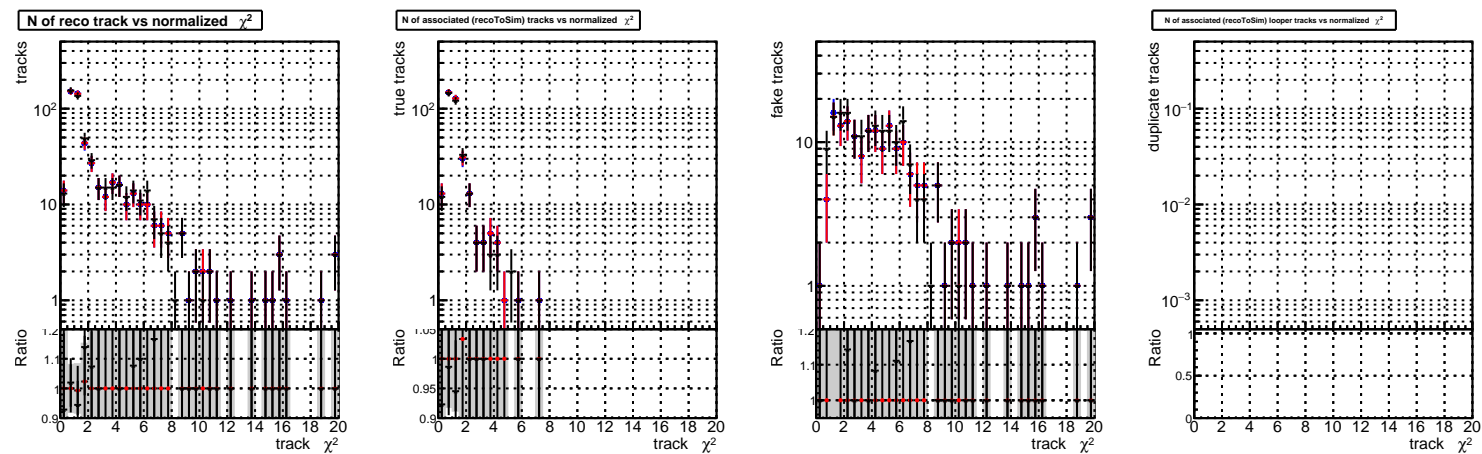 N of reco track vs normalized χ²
tracks
10²
10
1
Ratio
1.2
1.1
1
0.9
0 2 4 6 8 10 12 14 16 18 20
track χ²
N of associated (recoToSim) tracks vs normalized χ²
true tracks
10²
10
1
Ratio
1.05
1
0.95
0.9
0 2 4 6 8 10 12 14 16 18 20
track χ²
fake tracks
10
1
Ratio
1.2
1.1
1
0 2 4 6 8 10 12 14 16 18 20
track χ²
N of associated (recoToSim) looper tracks vs normalized χ²
duplicate tracks
10⁻¹
10⁻²
10⁻³
Ratio
1
0.5
0
0 2 4 6 8 10 12 14 16 18 20
track χ²